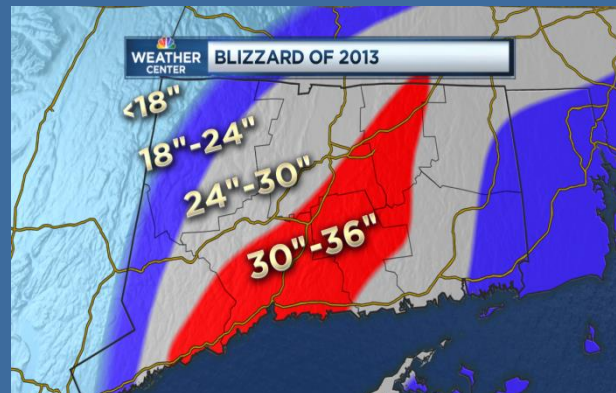 WEATHER
CENTER
BLIZZARD OF 2013
<18"
18"-24"
24"-30"
30"-36"